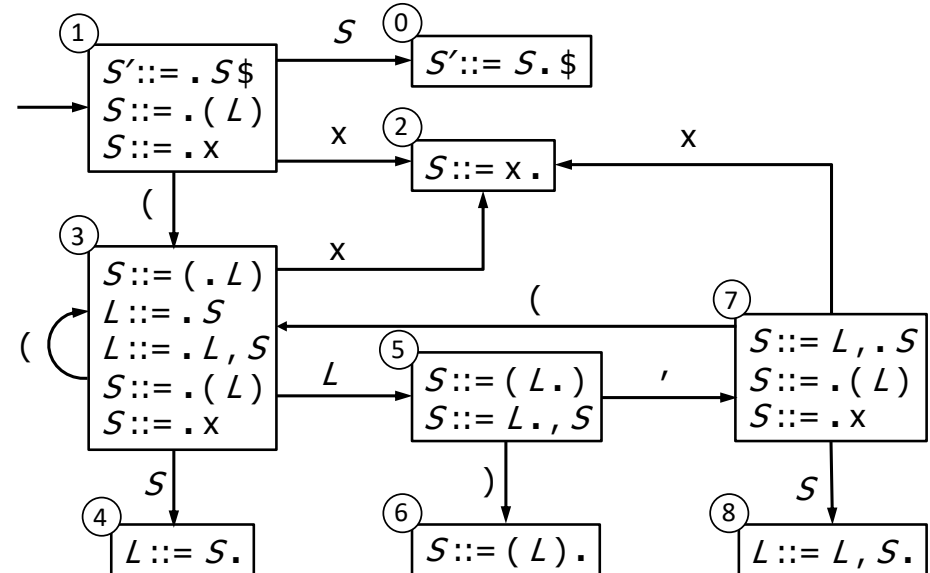 1
S′::= . S $
S ::= . ( L )
S ::= . x
S
0
S′::= S . $
x
2
S ::= x .
x
(
3
S ::= ( . L )
L ::= . S
L ::= . L , S
S ::= . ( L )
S ::= . x
x
(
(
7
S ::= L , . S
S ::= . ( L )
S ::= . x
L
5
S ::= ( L . )
S ::= L . , S
,
S
4
L ::= S .
)
6
S ::= ( L ) .
S
8
L ::= L , S .